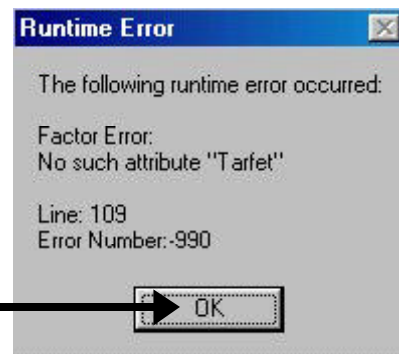 Runtime Error
The following runtime error occurred:
Factor Error:
No such attribute "Tarfet"
Line: 109
Error Number:-990
OK